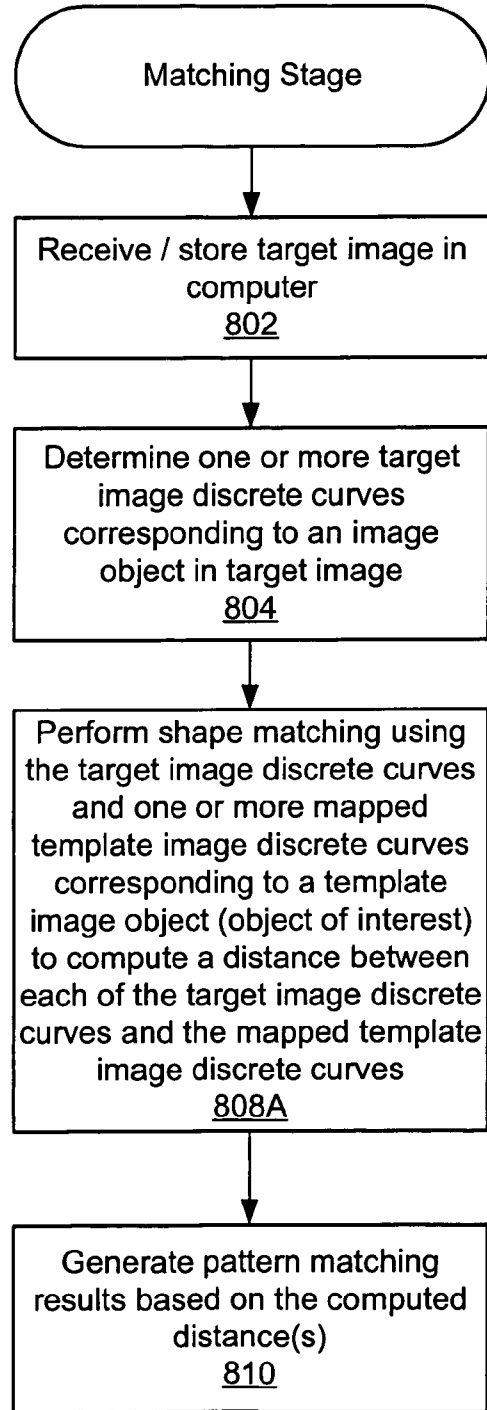 Matching Stage
Receive / store target image in
computer
802
Determine one or more target
image discrete curves
corresponding to an image
object in target image
804
Perform shape matching using
the target image discrete curves
and one or more mapped
template image discrete curves
corresponding to a template
image object (object of interest)
to compute a distance between
each of the target image discrete
curves and the mapped template
image discrete curves
808A
Generate pattern matching
results based on the computed
distance(s)
810